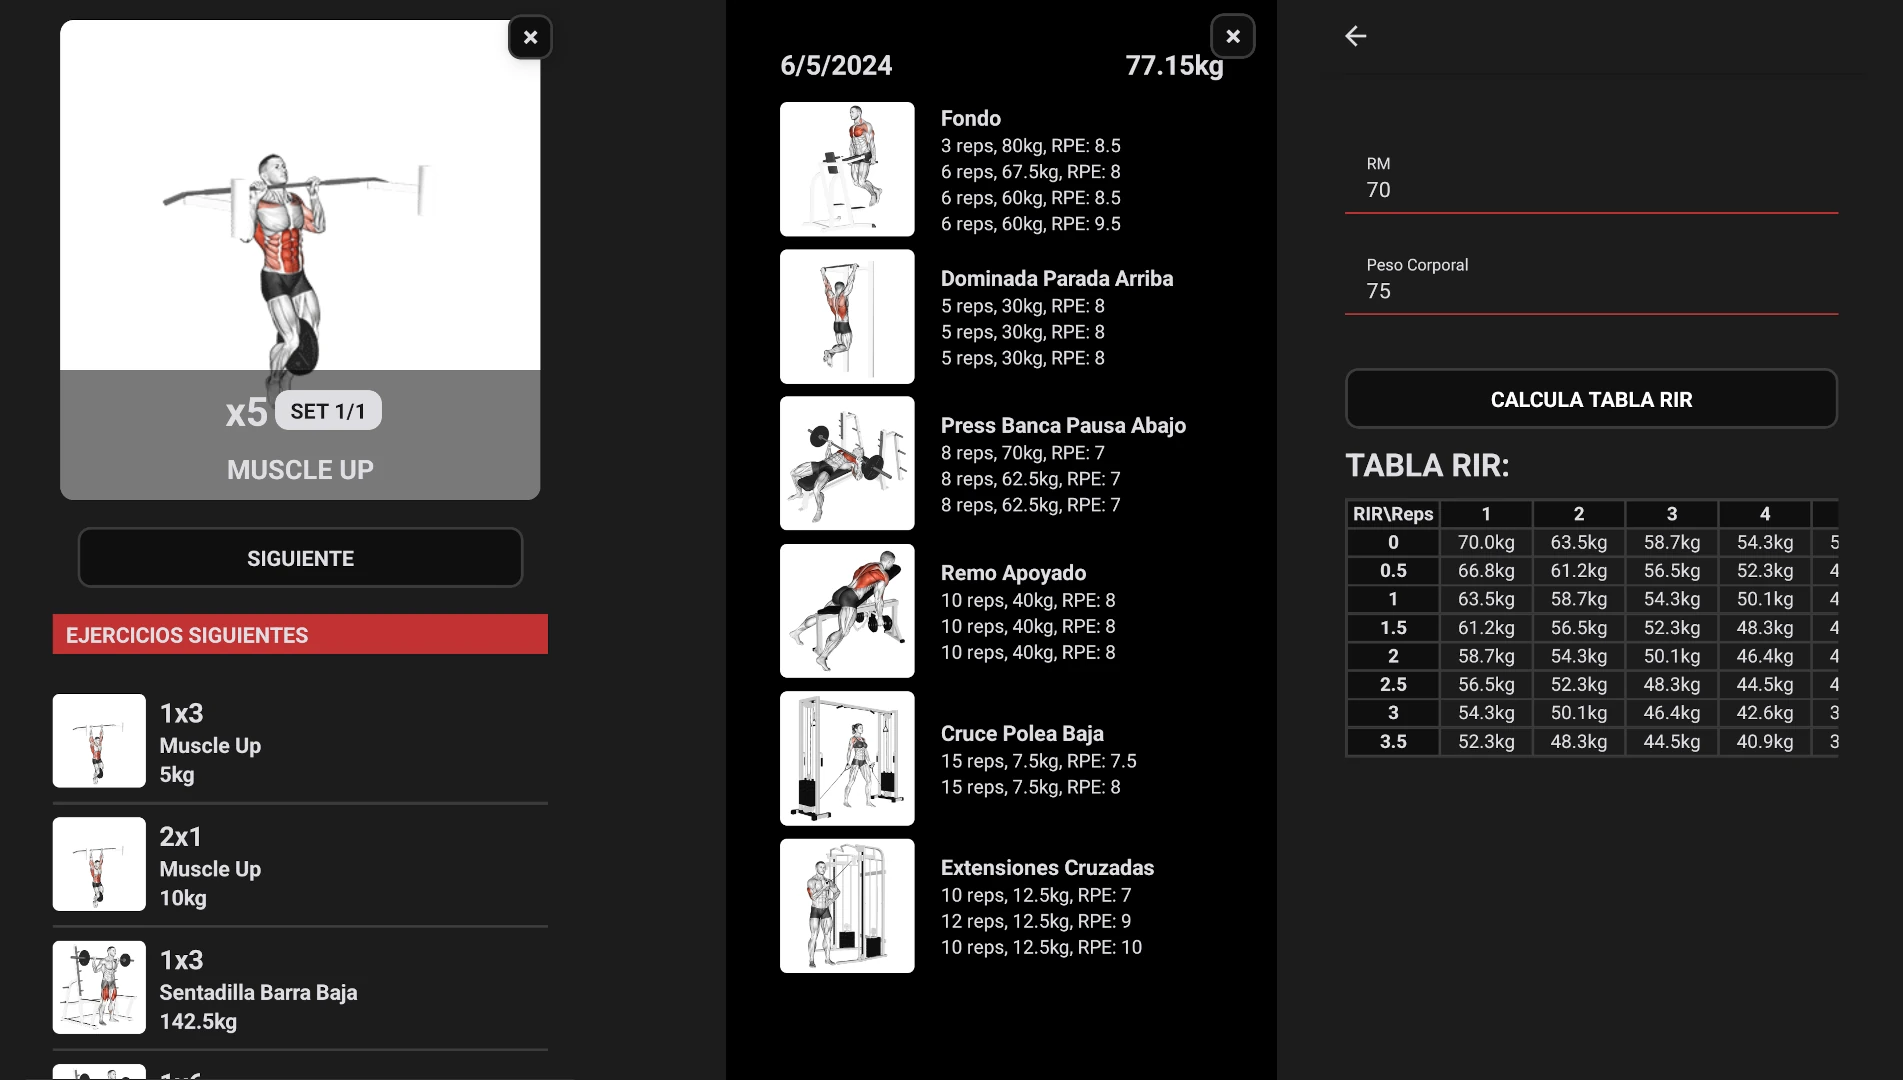 x5 SET 1/1
MUSCLE UP
SIGUIENTE
EJERCICIOS SIGUIENTES
1x3
Muscle Up
5kg
2x1
Muscle Up
10kg
1x3
Sentadilla Barra Baja
142.5kg
6/5/2024 77.15kg
Fondo
3 reps, 80kg, RPE: 8.5
6 reps, 67.5kg, RPE: 8
6 reps, 60kg, RPE: 8.5
6 reps, 60kg, RPE: 9.5
Dominada Parada Arriba
5 reps, 30kg, RPE: 8
5 reps, 30kg, RPE: 8
5 reps, 30kg, RPE: 8
Press Banca Pausa Abajo
8 reps, 70kg, RPE: 7
8 reps, 62.5kg, RPE: 7
8 reps, 62.5kg, RPE: 7
Remo Apoyado
10 reps, 40kg, RPE: 8
10 reps, 40kg, RPE: 8
10 reps, 40kg, RPE: 8
Cruce Polea Baja
15 reps, 7.5kg, RPE: 7.5
15 reps, 7.5kg, RPE: 8
Extensiones Cruzadas
10 reps, 12.5kg, RPE: 7
12 reps, 12.5kg, RPE: 9
10 reps, 12.5kg, RPE: 10
RM
70
Peso Corporal
75
CALCULA TABLA RIR
TABLA RIR:
RIR\Reps 1 2 3 4
0 70.0kg 63.5kg 58.7kg 54.3kg 5
0.5 66.8kg 61.2kg 56.5kg 52.3kg 4
1 63.5kg 58.7kg 54.3kg 50.1kg 4
1.5 61.2kg 56.5kg 52.3kg 48.3kg 4
2 58.7kg 54.3kg 50.1kg 46.4kg 4
2.5 56.5kg 52.3kg 48.3kg 44.5kg 4
3 54.3kg 50.1kg 46.4kg 42.6kg 3
3.5 52.3kg 48.3kg 44.5kg 40.9kg 3